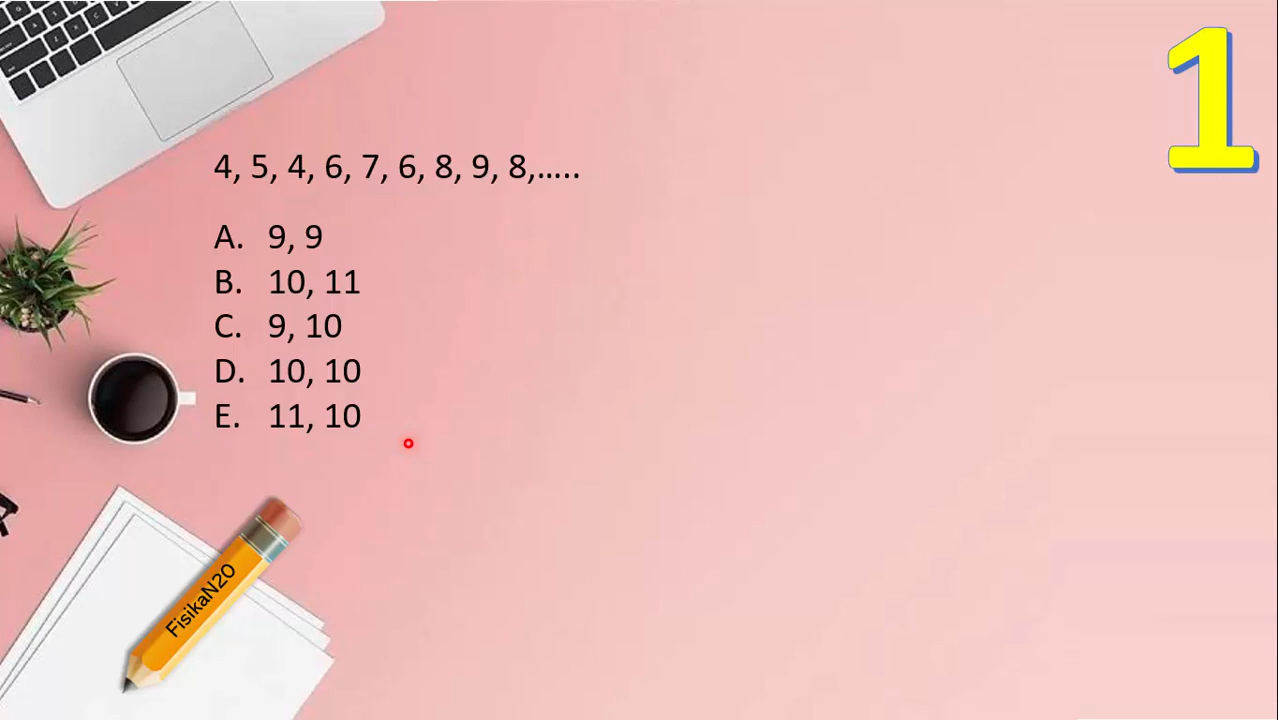 1
4, 5, 4, 6, 7, 6, 8, 9, 8,.....
A. 9, 9
B. 10, 11
C. 9, 10
D. 10, 10
E. 11, 10
FisikaN20